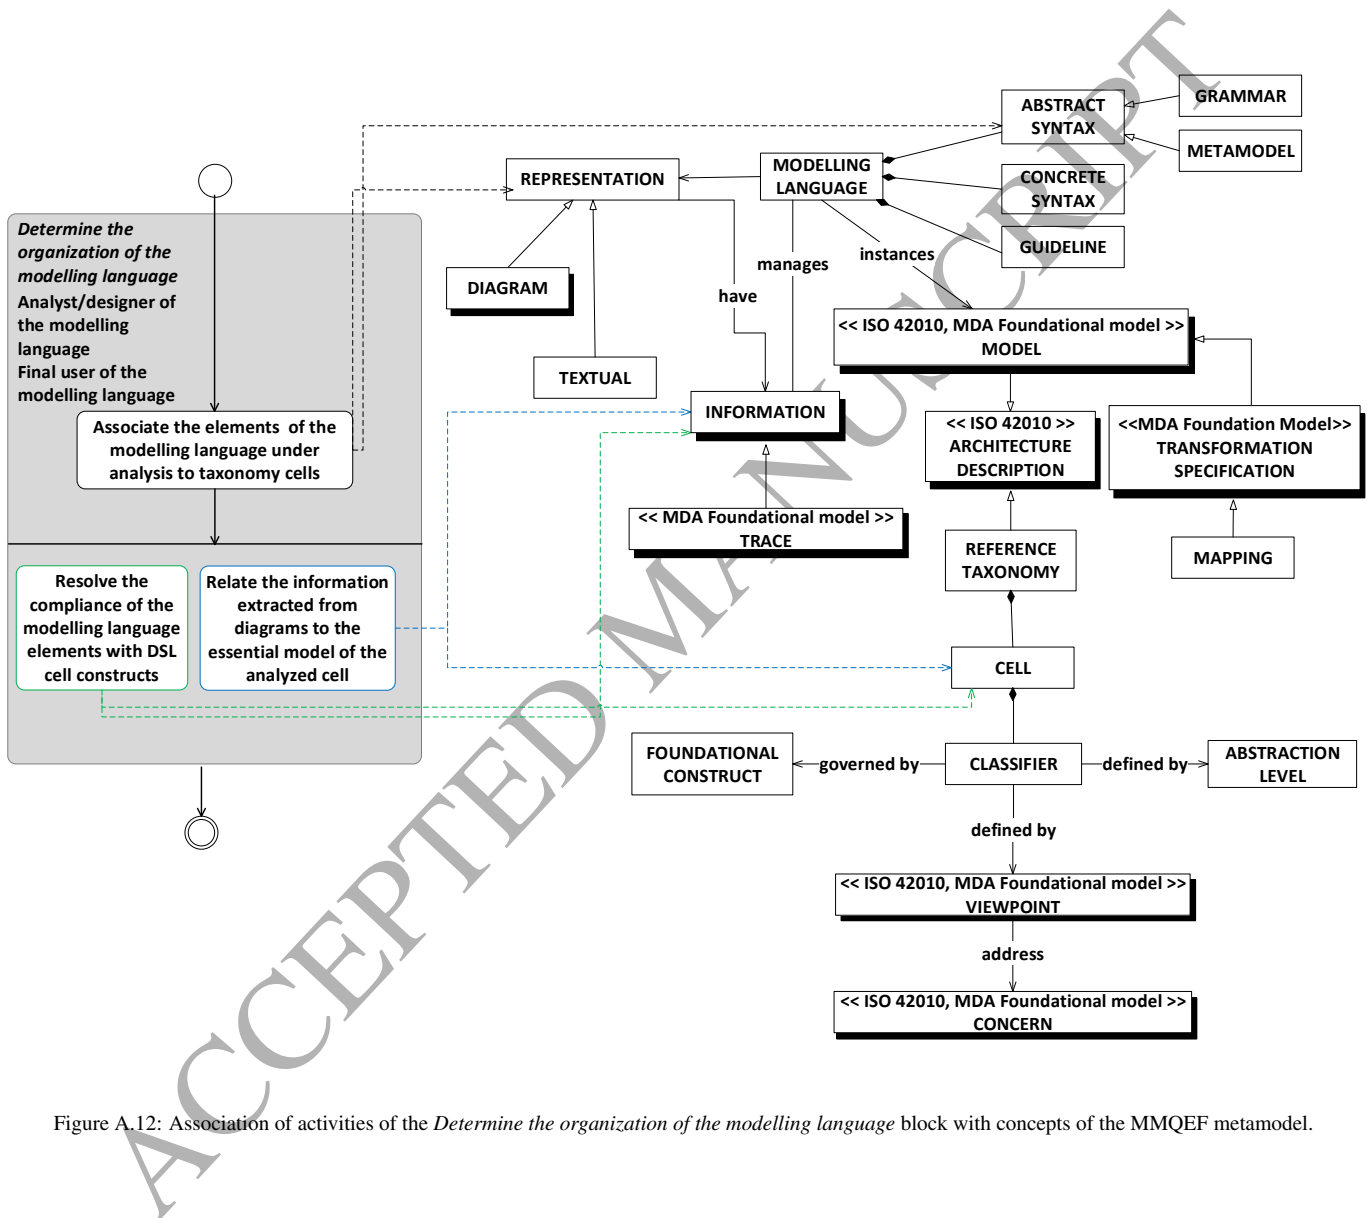 Determine the
organization of the
modelling language
Analyst/designer of
the modelling
language
Final user of the
modelling language
Associate the elements of the
modelling language under
analysis to taxonomy cells
Resolve the
compliance of the
modelling language
elements with DSL
cell constructs
Relate the information
extracted from
diagrams to the
essential model of the
analyzed cell
REPRESENTATION
DIAGRAM
TEXTUAL
have
MODELLING
LANGUAGE
manages
instances
ABSTRACT
SYNTAX
GRAMMAR
METAMODEL
CONCRETE
SYNTAX
GUIDELINE
<< ISO 42010, MDA Foundational model >>
MODEL
INFORMATION
<< MDA Foundational model >>
TRACE
<< ISO 42010 >>
ARCHITECTURE
DESCRIPTION
<<MDA Foundation Model>>
TRANSFORMATION
SPECIFICATION
MAPPING
REFERENCE
TAXONOMY
CELL
FOUNDATIONAL
CONSTRUCT
governed by
CLASSIFIER
defined by
ABSTRACTION
LEVEL
defined by
<< ISO 42010, MDA Foundational model >>
VIEWPOINT
address
<< ISO 42010, MDA Foundational model >>
CONCERN
ACCEPTED MANUSCRIPT
Figure A.12: Association of activities of the Determine the organization of the modelling language block with concepts of the MMQEF metamodel.